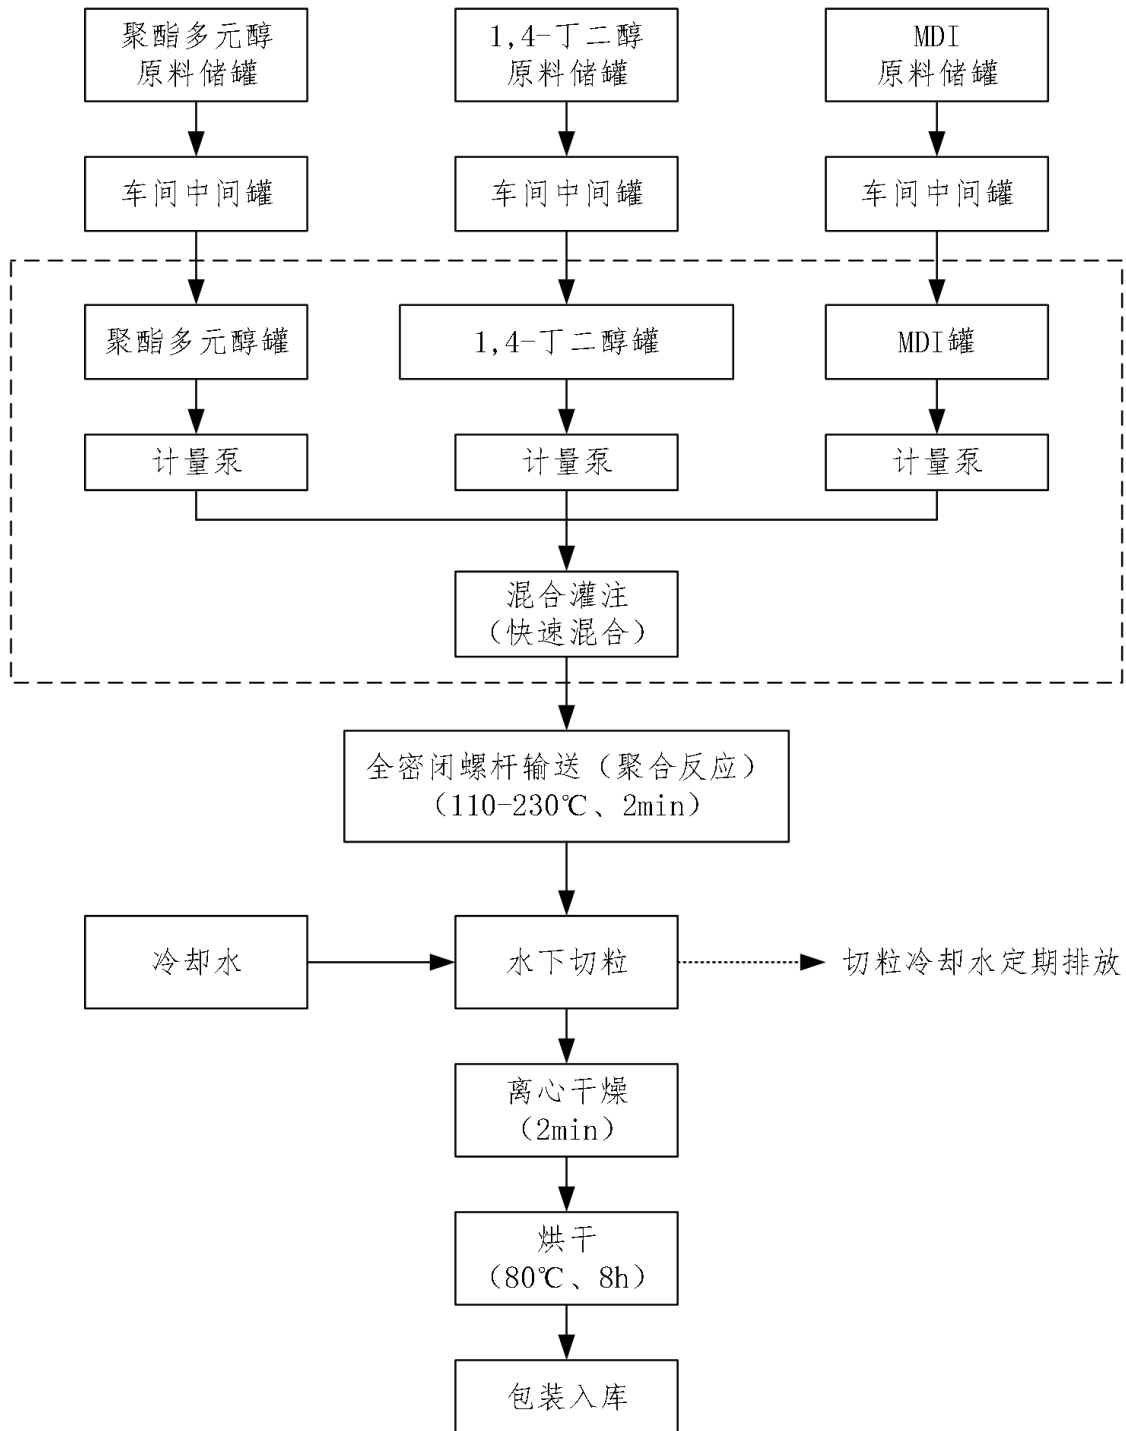 聚酯多元醇
原料储罐
1,4-丁二醇
原料储罐
MDI
原料储罐
车间中间罐
车间中间罐
车间中间罐
聚酯多元醇罐
1,4-丁二醇罐
MDI罐
计量泵
计量泵
计量泵
混合灌注
（快速混合）
全密闭螺杆输送（聚合反应）
（110-230℃、2min）
冷却水
水下切粒
切粒冷却水定期排放
离心干燥
（2min）
烘干
（80℃、8h）
包装入库